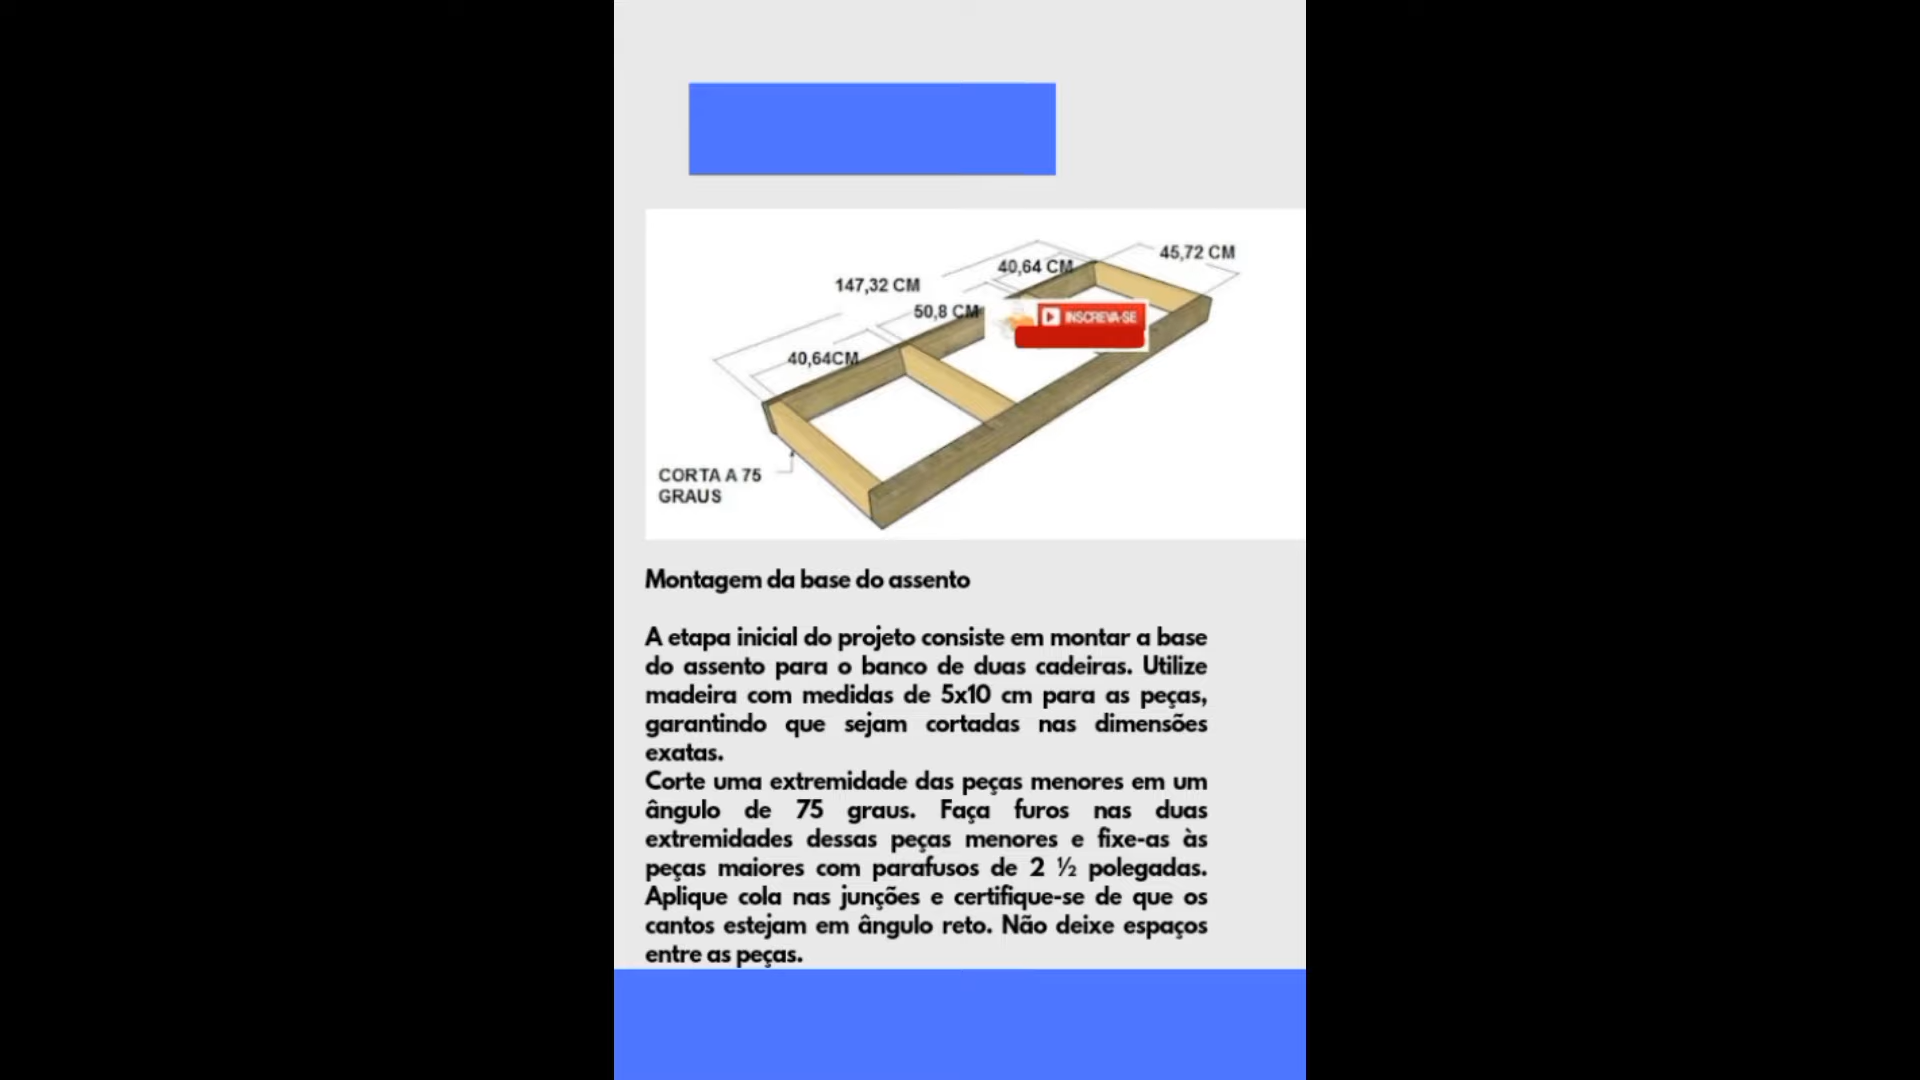 45,72 CM
40,64 CM
147,32 CM
50,8 CM
INSCREVA-SE
40,64CM
CORTA A 75
GRAUS
Montagem da base do assento
A etapa inicial do projeto consiste em montar a base
do assento para o banco de duas cadeiras. Utilize
madeira com medidas de 5x10 cm para as peças,
garantindo que sejam cortadas nas dimensões
exatas.
Corte uma extremidade das peças menores em um
ângulo de 75 graus. Faça furos nas duas
extremidades dessas peças menores e fixe-as às
peças maiores com parafusos de 2 ½ polegadas.
Aplique cola nas junções e certifique-se de que os
cantos estejam em ângulo reto. Não deixe espaços
entre as peças.